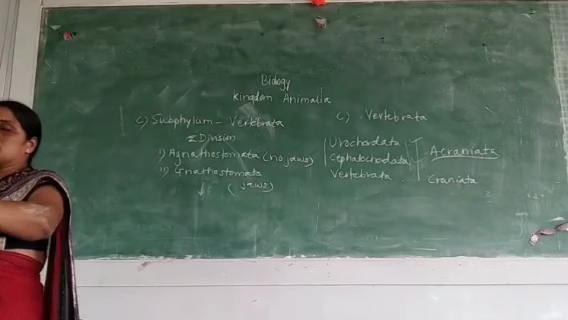 Biology
Kingdom Animalia
c) Subphylum - Vertebrata
2 Division
i) Agnathostomata (no jaws)
ii) Gnathostomata
(jaws)
c) Vertebrata
Urochordata
Cephalochordata
Acraniata
Vertebrata
Craniata